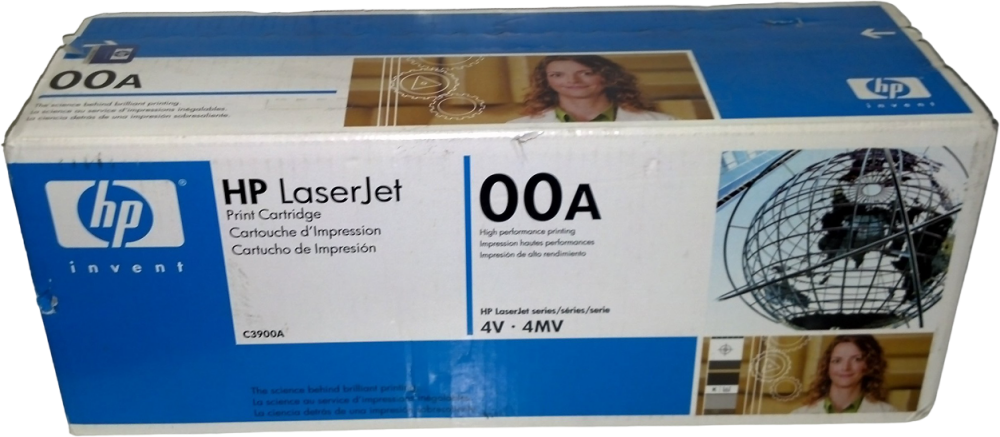 00A
The science behind brilliant printing.
La science au service d'impressions inégalables.
La ciencia detrás de una impresión sobresaliente.
hp
invent
hp®
invent
HP LaserJet
Print Cartridge
Cartouche d'Impression
Cartucho de Impresión
C3900A
00A
High performance printing
Impression hautes performances
Impresión de alto rendimiento
HP LaserJet series/séries/serie
4V · 4MV
The science behind brilliant printing.
La science au service d'impressions
La ciencia detrás de una impresión sobresaliente.